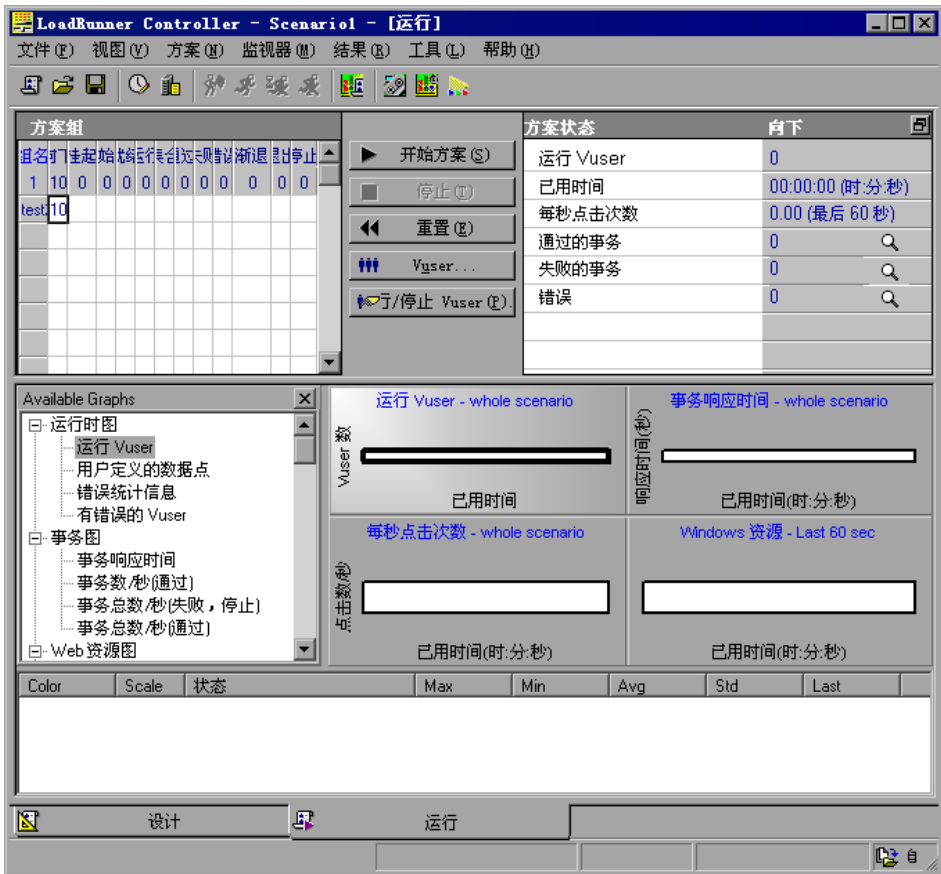 LoadRunner Controller - Scenario1 - [运行]
文件(F) 视图(V) 方案(N) 监视器(M) 结果(R) 工具(L) 帮助(H)
方案组
组名
1 10 0 0 0 0 0 0 0 0 0 0 0
10
开始方案(S)
停止(T)
重置(E)
Vuser...
/停止 Vuser(P).
方案状态 向下
运行 Vuser 0
已用时间 00:00:00 (时:分:秒)
每秒点击次数 0.00 (最后 60 秒)
通过的事务 0
失败的事务 0
错误 0
Available Graphs
运行时图
运行 Vuser
用户定义的数据点
错误统计信息
有错误的 Vuser
事务图
事务响应时间
事务数/秒(通过)
事务总数/秒(失败，停止)
事务总数/秒(通过)
Web 资源图
运行 Vuser - whole scenario
Vuser 数
已用时间
事务响应时间 - whole scenario
响应时间(秒)
已用时间(时:分:秒)
每秒点击次数 - whole scenario
点击数/秒
已用时间(时:分:秒)
Windows 资源 - Last 60 sec
已用时间(时:分:秒)
Color Scale 状态 Max Min Avg Std Last
设计 运行
自